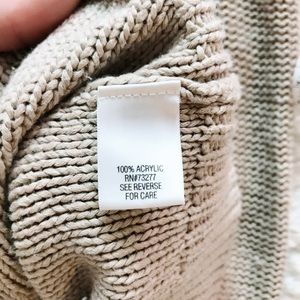 100% ACRYLIC
RN#73277
SEE REVERSE
FOR CARE